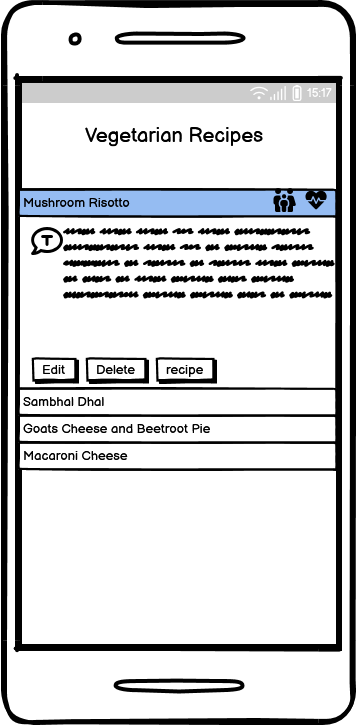 15:17
Vegetarian Recipes
Mushroom Risotto
T
Edit Delete recipe
Sambhal Dhal
Goats Cheese and Beetroot Pie
Macaroni Cheese